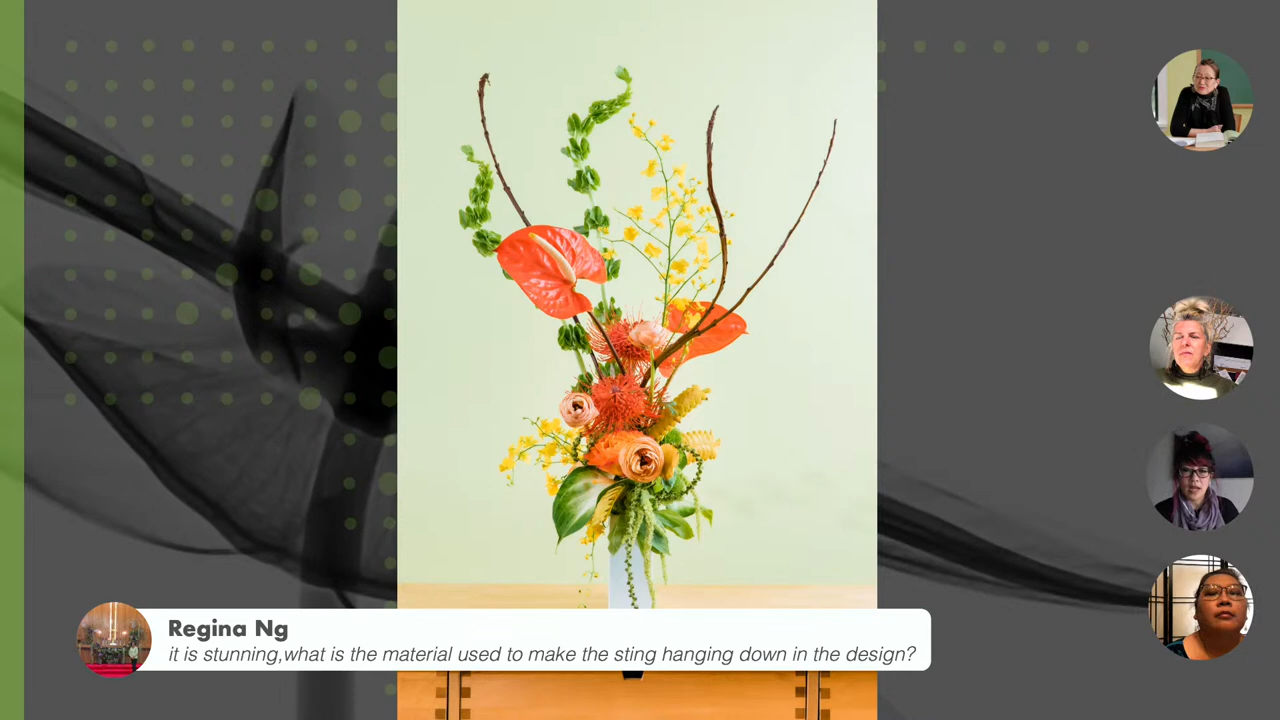 Regina Ng
it is stunning,what is the material used to make the sting hanging down in the design?